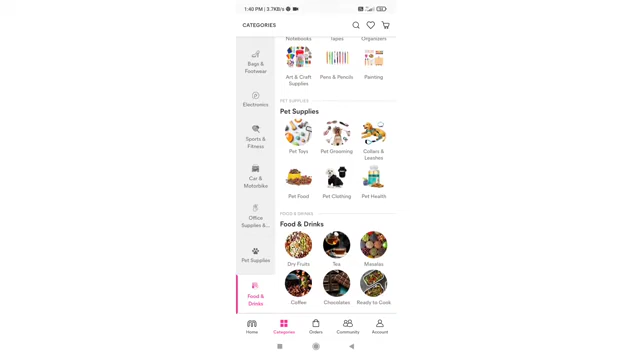 1:40 PM | 3.7KB/s
CATEGORIES
Notebooks
Tapes
Organizers
Bags &
Footwear
Art & Craft
Supplies
Pens & Pencils
Painting
Electronics
PET SUPPLIES
Pet Supplies
Sports &
Fitness
Pet Toys
Pet Grooming
Collars &
Leashes
Car &
Motorbike
Pet Food
Pet Clothing
Pet Health
Office
Supplies &...
FOOD & DRINKS
Food & Drinks
Pet Supplies
Dry Fruits
Tea
Masalas
Food &
Drinks
Coffee
Chocolates
Ready to Cook
Home
Categories
Orders
Community
Account